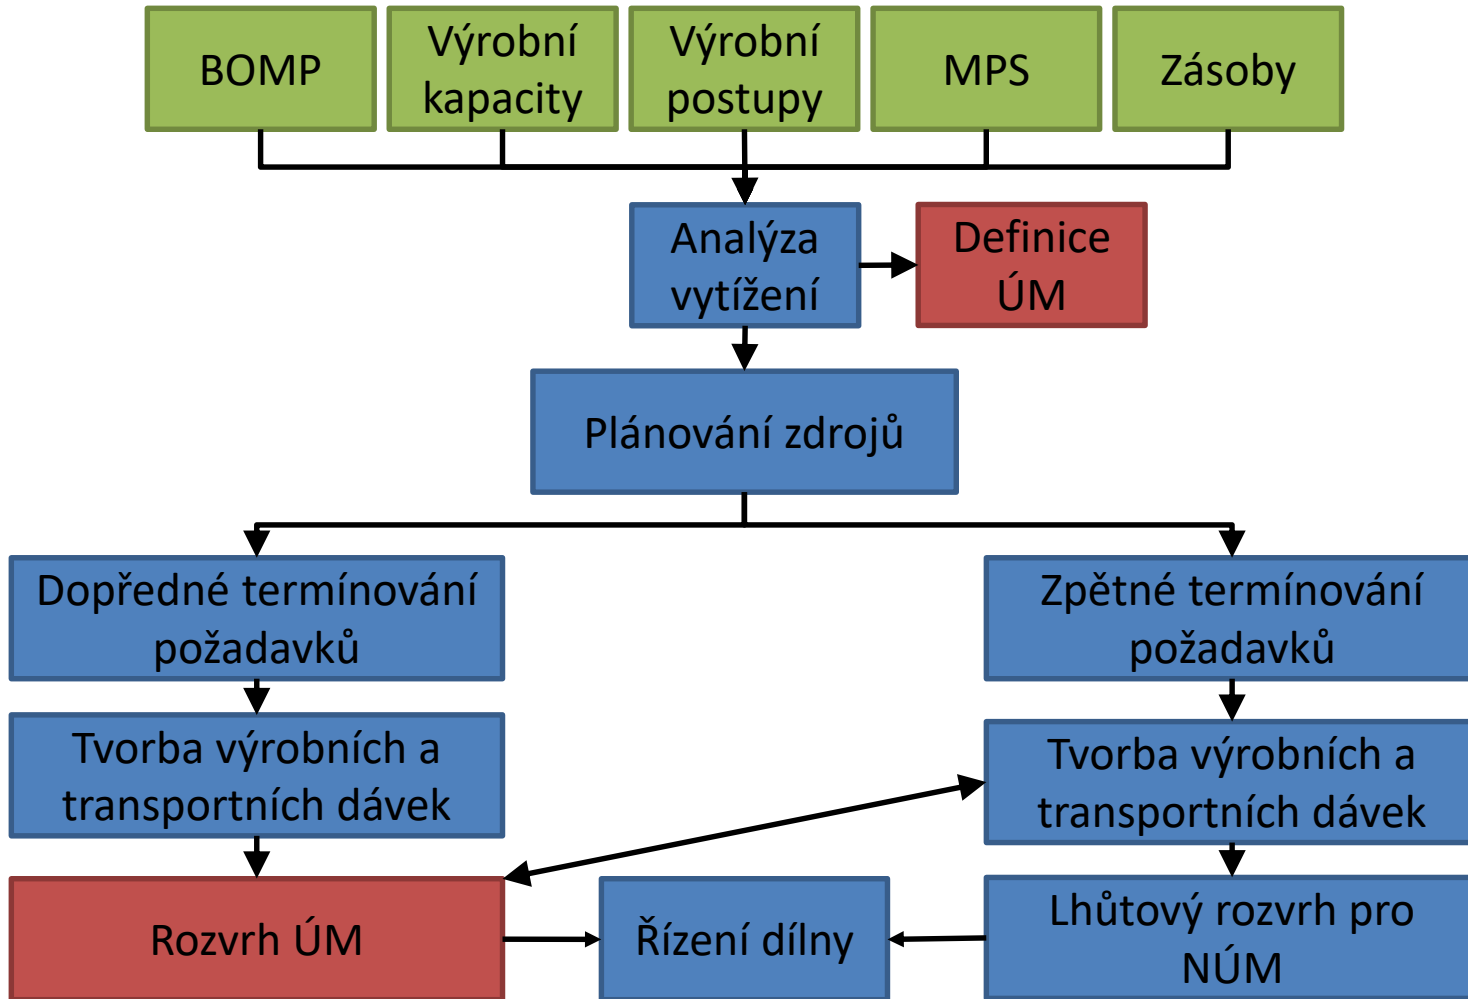 BOMP
Výrobní
kapacity
Výrobní
postupy
MPS
Zásoby
Analýza
vytížení
Definice
ÚM
Plánování zdrojů
Dopředné termínování
požadavků
Zpětné termínování
požadavků
Tvorba výrobních a
transportních dávek
Tvorba výrobních a
transportních dávek
Rozvrh ÚM
Řízení dílny
Lhůtový rozvrh pro
NÚM